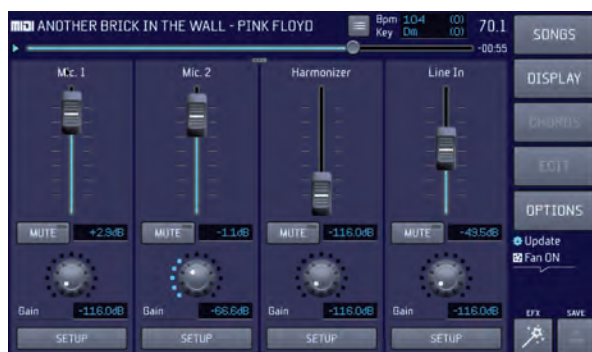 MIDI ANOTHER BRICK IN THE WALL - PINK FLOYD
Bpm 104 (0)
Key Dm (0)
70.1
-00:55
SONGS
DISPLAY
CHORDS
EDIT
OPTIONS
Update
Fan ON
EFX SAVE
Mic. 1 Mic. 2 Harmonizer Line In
MUTE +2.9dB MUTE -1.1dB MUTE -116.0dB MUTE -49.5dB
Gain -116.0dB Gain -66.6dB Gain -116.0dB Gain -116.0dB
SETUP SETUP SETUP SETUP